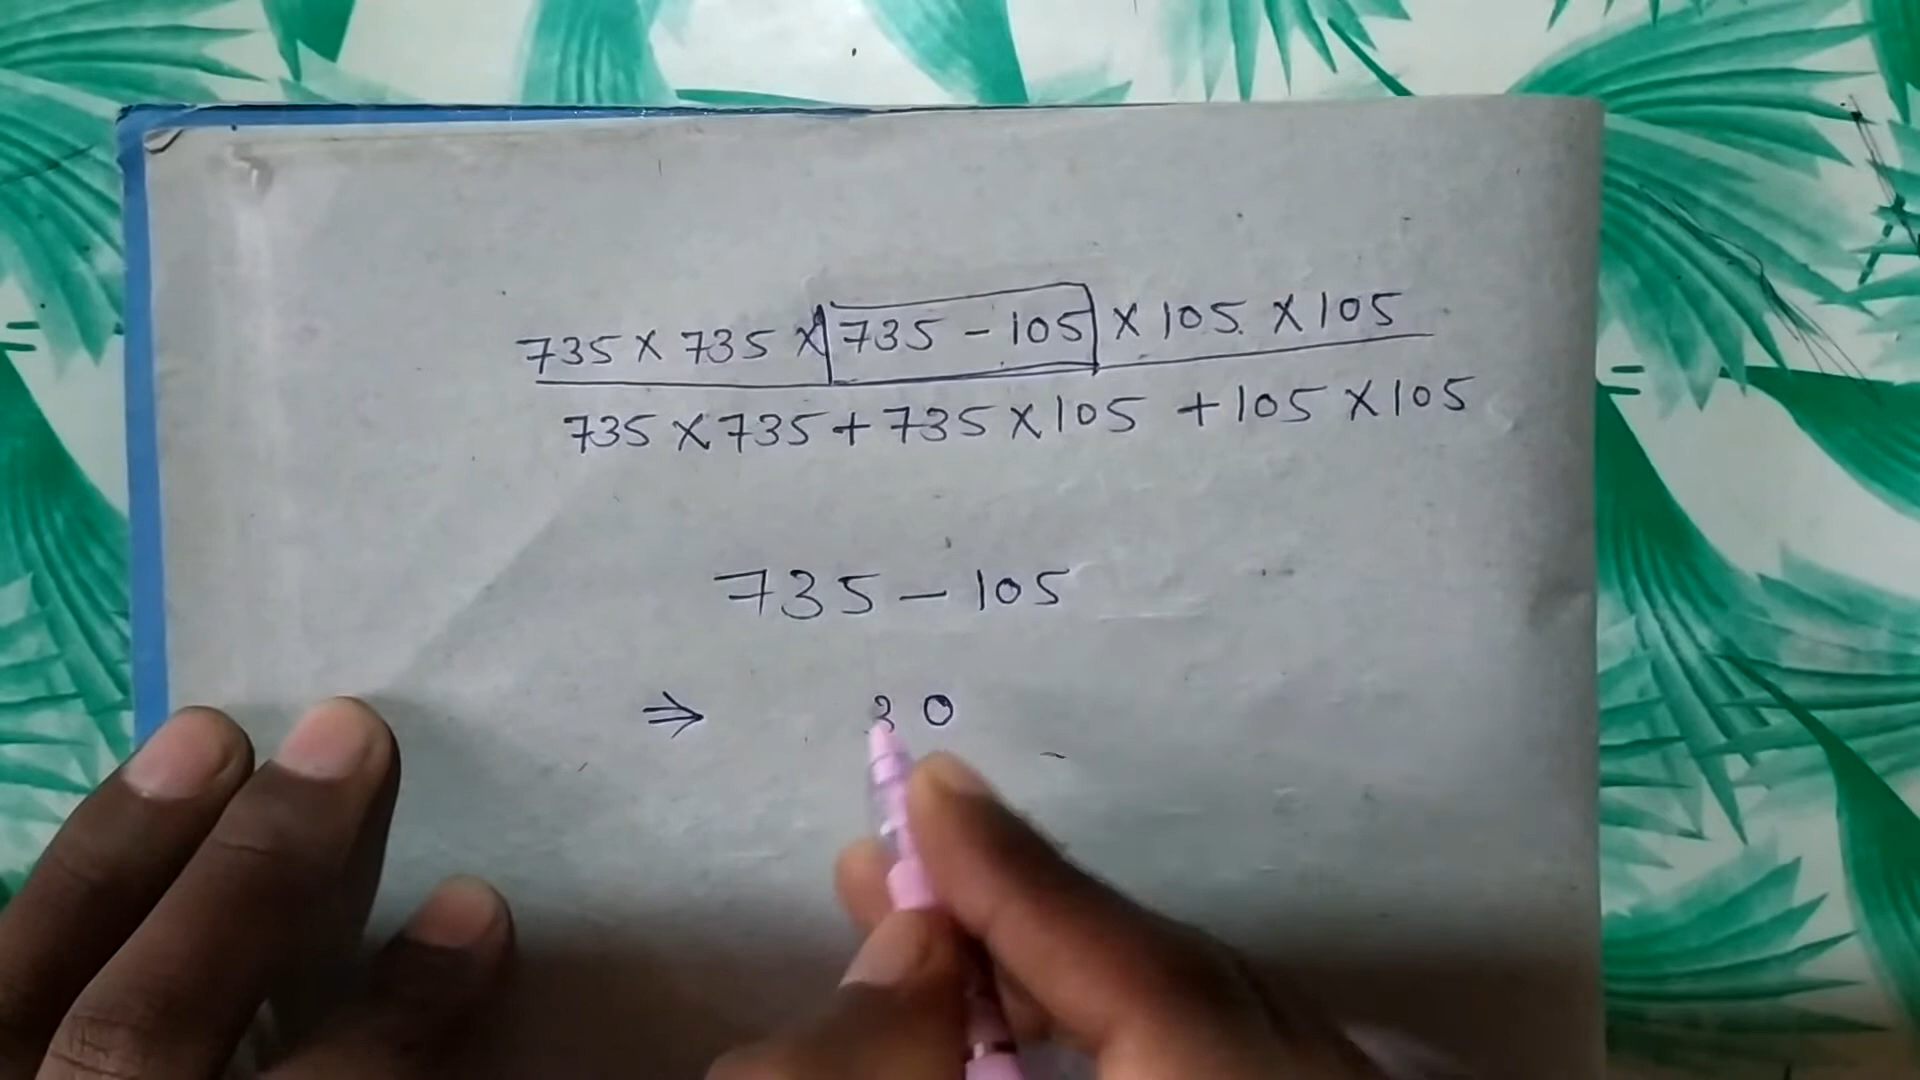 735 × 735 × 735 - 105 × 105 × 105
735 × 735 + 735 × 105 + 105 × 105
735 - 105
⇒ 30